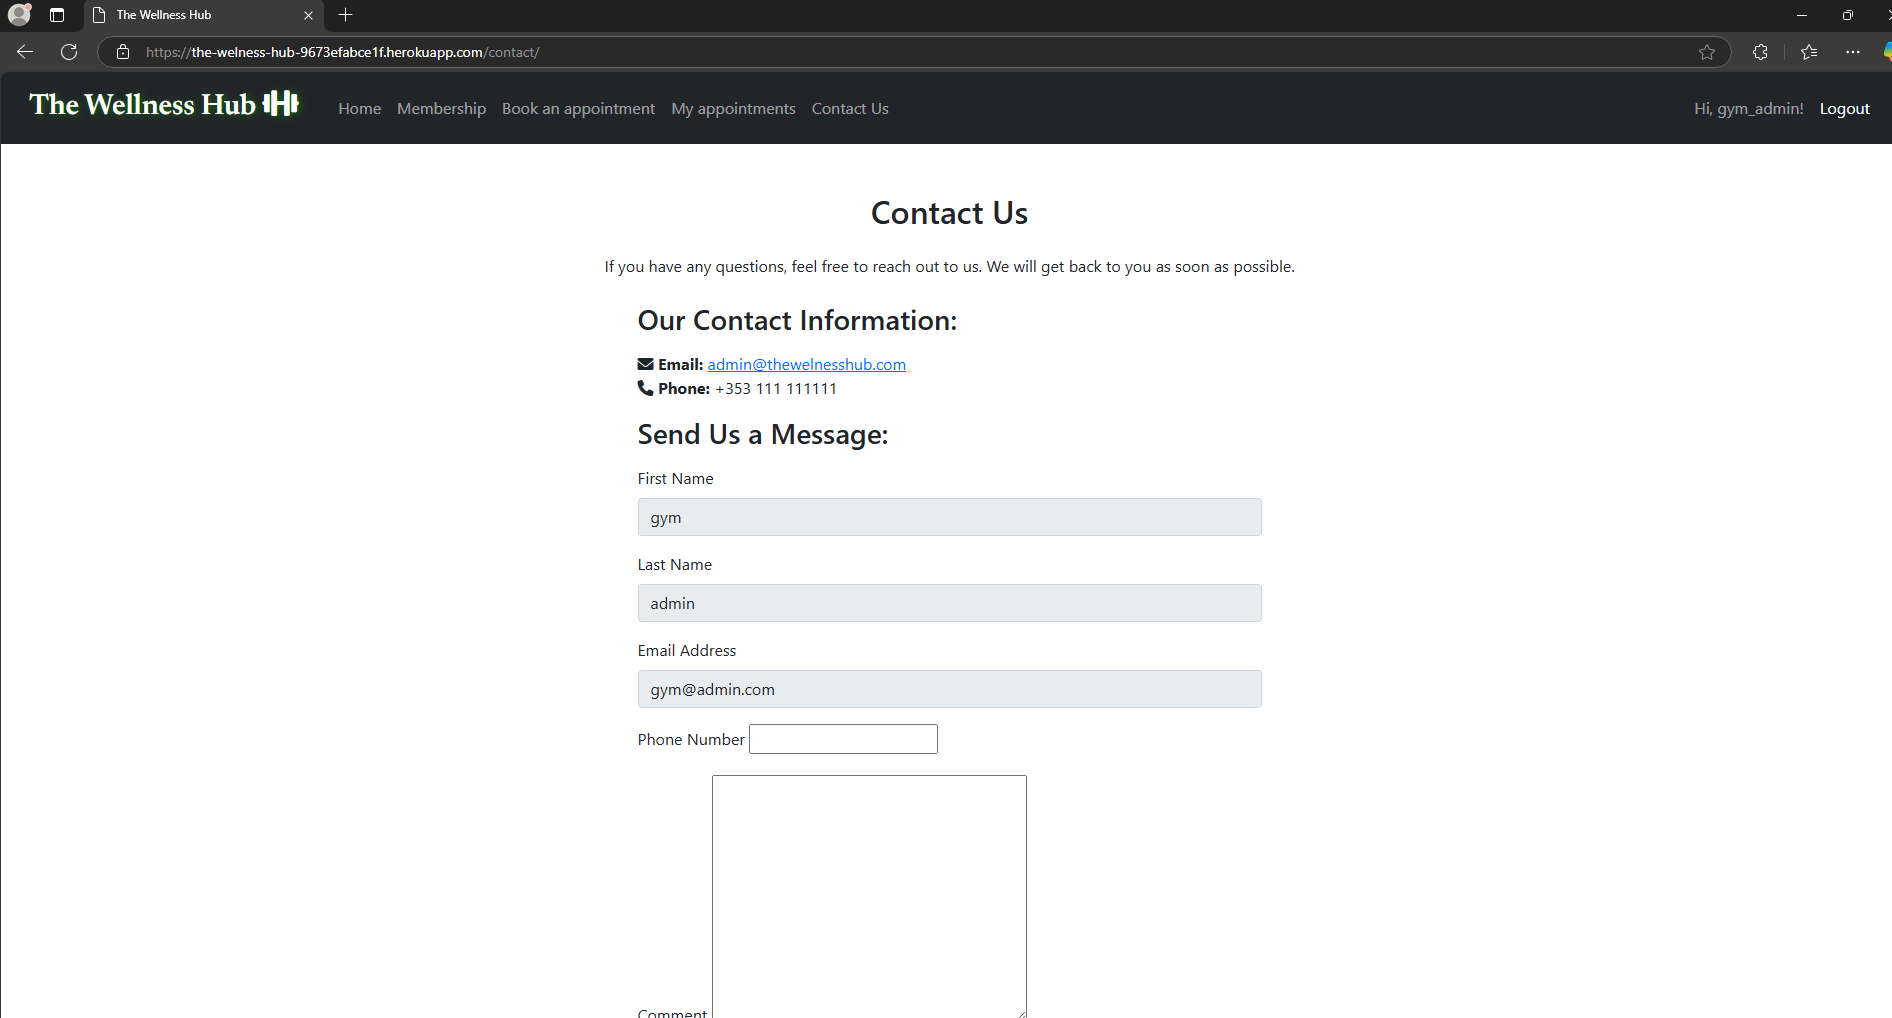 The Wellness Hub
https://the-welness-hub-9673efabce1f.herokuapp.com/contact/
The Wellness Hub Home Membership Book an appointment My appointments Contact Us Hi, gym_admin! Logout
Contact Us
If you have any questions, feel free to reach out to us. We will get back to you as soon as possible.
Our Contact Information:
Email: admin@thewelnesshub.com
Phone: +353 111 111111
Send Us a Message:
First Name
gym
Last Name
admin
Email Address
gym@admin.com
Phone Number
Comment